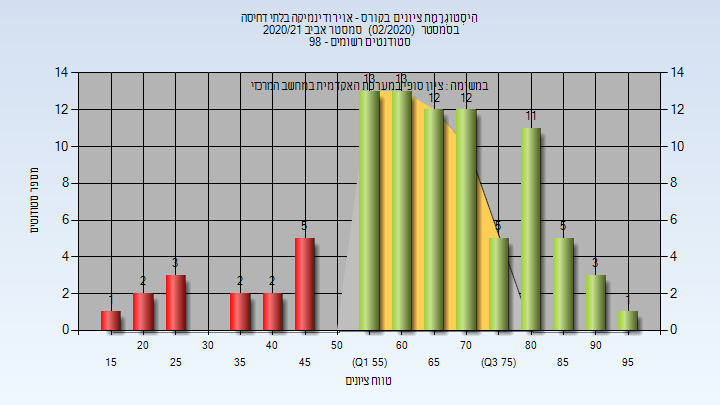 היסטוגרמת ציונים בקורס - אוירודינמיקה בלתי דחיסה
בסמסטר (02/2020) סמסטר אביב 2020/21
סטודנטים רשומים - 98
במשימה : ציון סופי במערכת האקדמית במחשב המרכזי
14 14
12 12
10 10
8 8
6 6
4 4
2 2
0 0
1 2 3 2 2 5 13 13 12 12 5 11 5 3 1
מספר סטודנטים
20 30 40 50 60 70 80 90
15 25 35 45 (Q1 55) 65 (Q3 75) 85 95
טווח ציונים